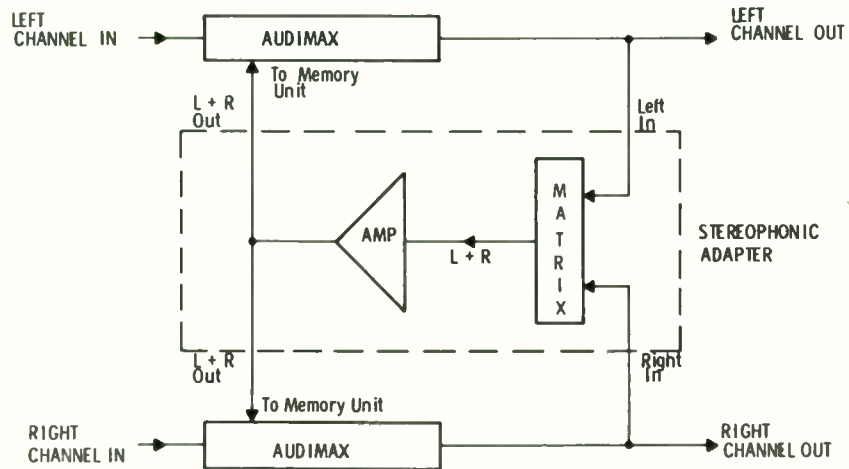 LEFT
CHANNEL IN
AUDIMAX
LEFT
CHANNEL OUT
To Memory
Unit
L + R
Out
Left
In
MATRIX
AMP
L + R
STEREOPHONIC
ADAPTER
L + R
Out
Right
In
To Memory Unit
RIGHT
CHANNEL IN
AUDIMAX
RIGHT
CHANNEL OUT